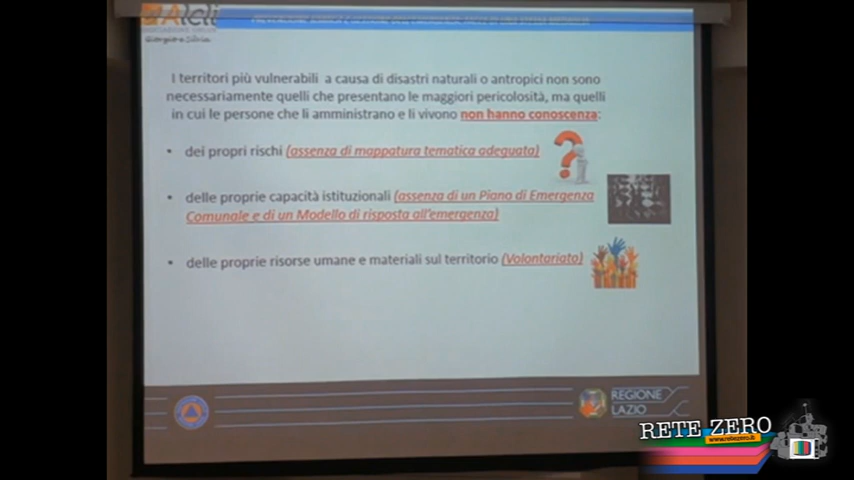 I territori più vulnerabili a causa di disastri naturali o antropici non sono
necessariamente quelli che presentano le maggiori pericolosità, ma quelli
in cui le persone che li amministrano e li vivono non hanno conoscenza:
• dei propri rischi (assenza di mappatura tematica adeguata)
• delle proprie capacità istituzionali (assenza di un Piano di Emergenza
Comunale e di un Modello di risposta all'emergenza)
• delle proprie risorse umane e materiali sul territorio (Volontariato)
REGIONE
LAZIO
RETE ZERO
www.retezero.it